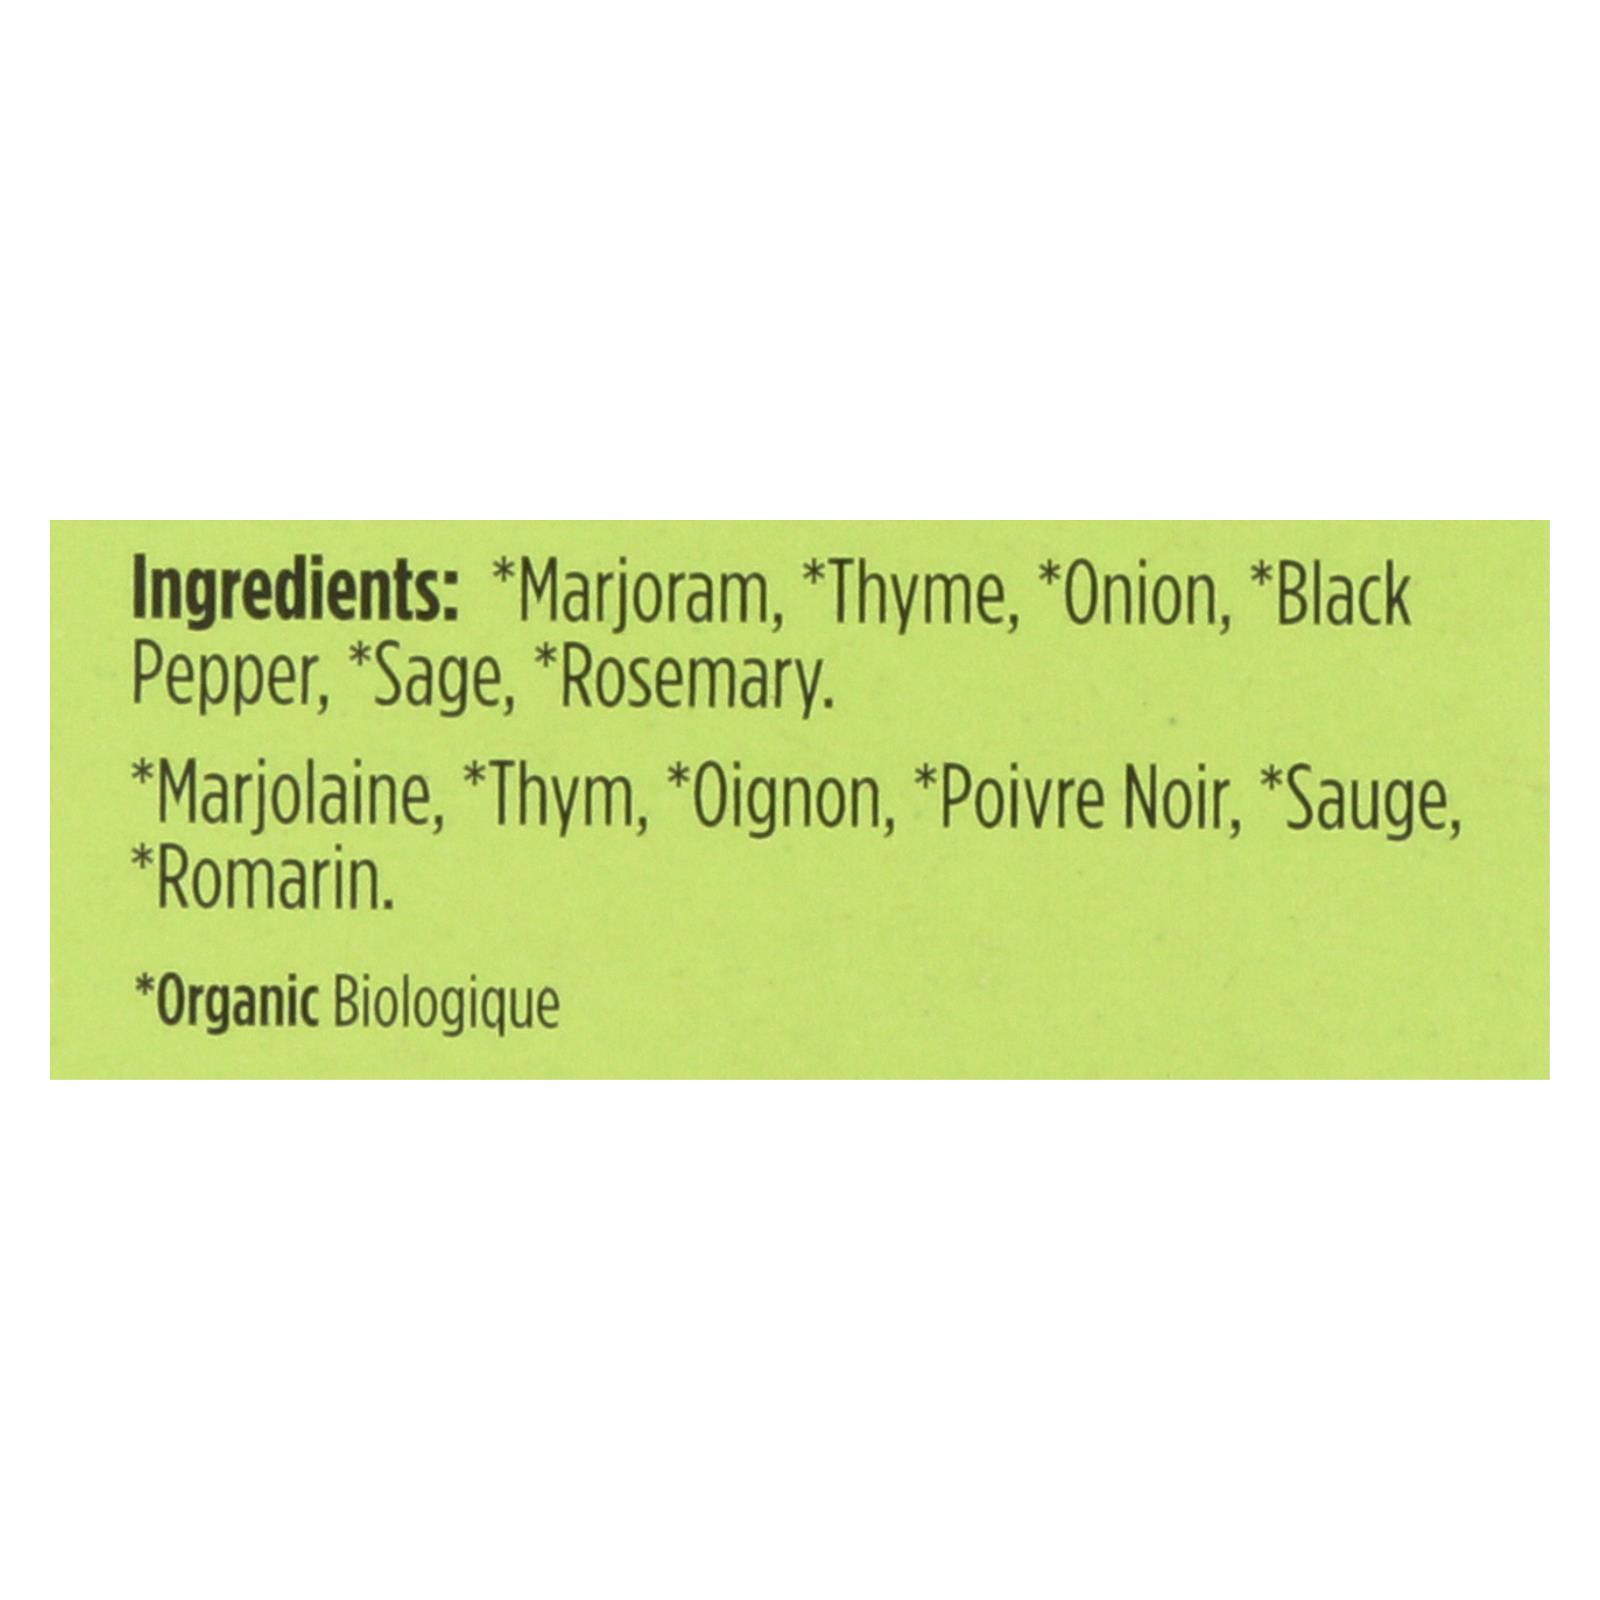 Ingredients: *Marjoram, *Thyme, *Onion, *Black
Pepper, *Sage, *Rosemary.
*Marjolaine, *Thym, *Oignon, *Poivre Noir, *Sauge,
*Romarin.
*Organic Biologique